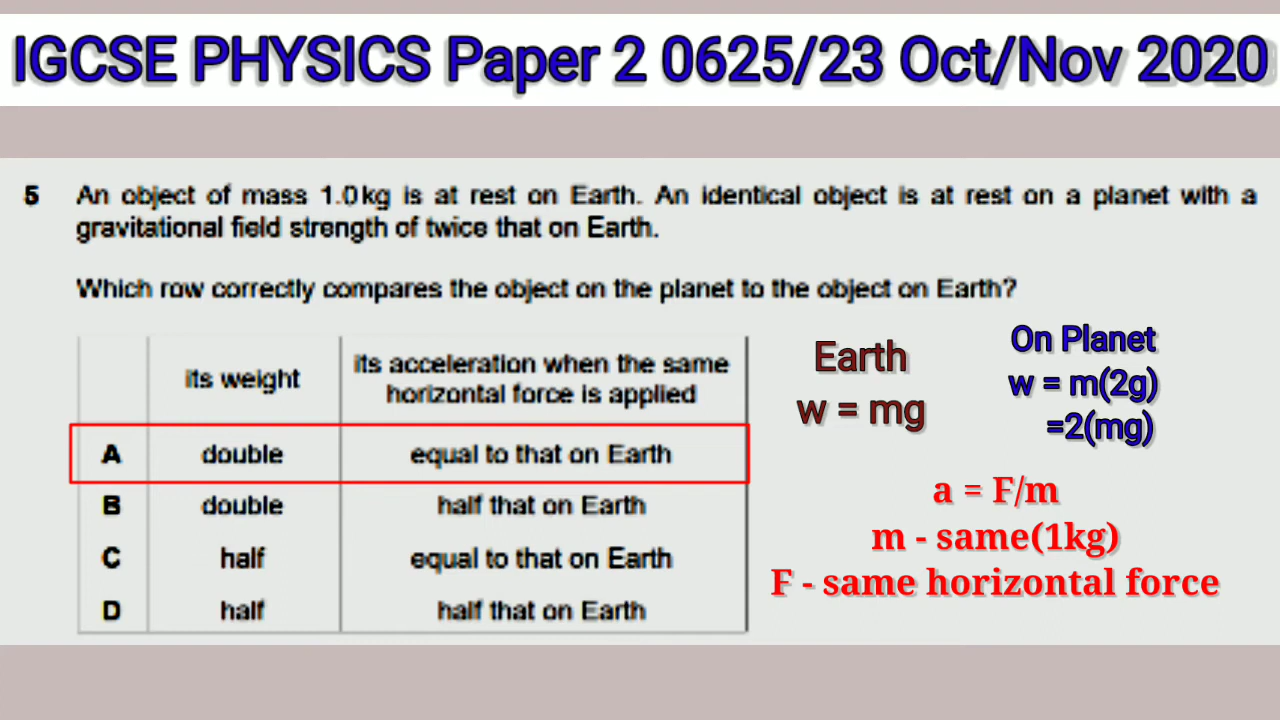 IGCSE PHYSICS Paper 2 0625/23 Oct/Nov 2020
5 An object of mass 1.0 kg is at rest on Earth. An identical object is at rest on a planet with a
gravitational field strength of twice that on Earth.
Which row correctly compares the object on the planet to the object on Earth?
its weight its acceleration when the same
horizontal force is applied
A double equal to that on Earth
B double half that on Earth
C half equal to that on Earth
D half half that on Earth
Earth
w = mg
On Planet
w = m(2g)
=2(mg)
a = F/m
m - same(1kg)
F - same horizontal force